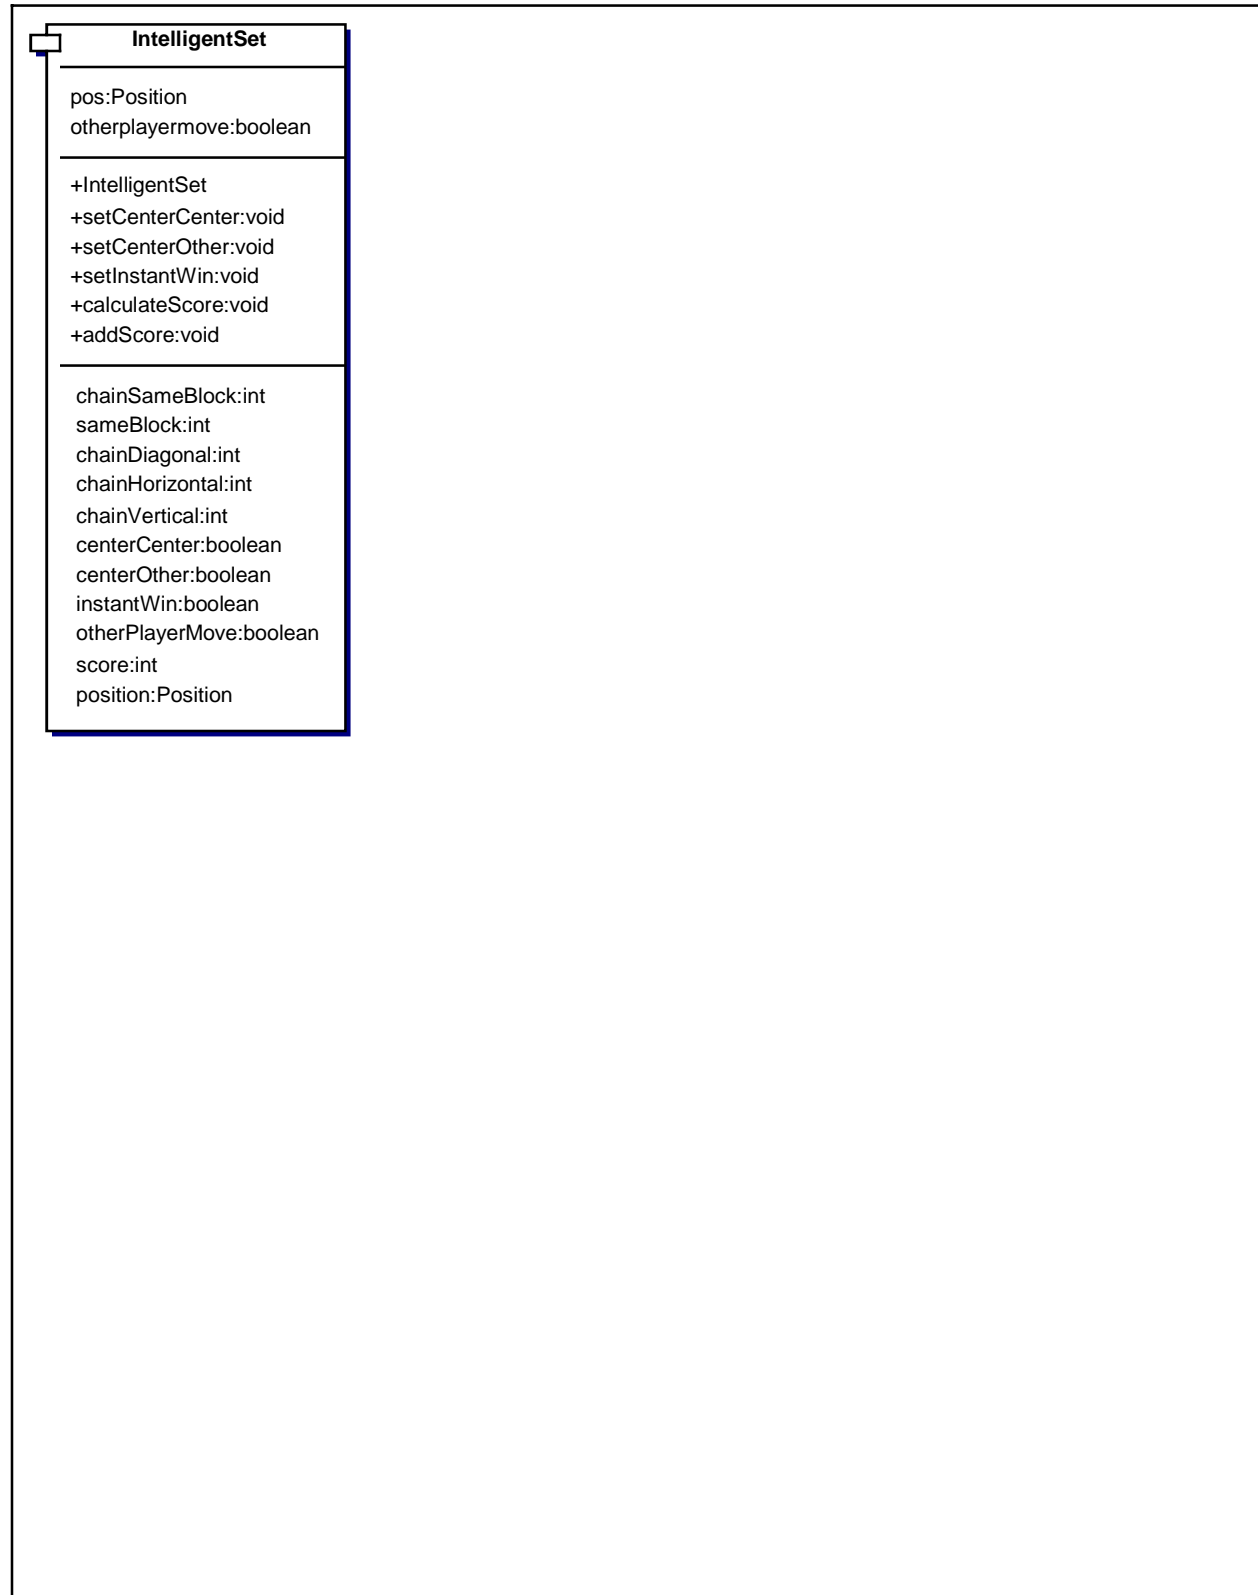 IntelligentSet
pos:Position
otherplayermove:boolean
+IntelligentSet
+setCenterCenter:void
+setCenterOther:void
+setInstantWin:void
+calculateScore:void
+addScore:void
chainSameBlock:int
sameBlock:int
chainDiagonal:int
chainHorizontal:int
chainVertical:int
centerCenter:boolean
centerOther:boolean
instantWin:boolean
otherPlayerMove:boolean
score:int
position:Position